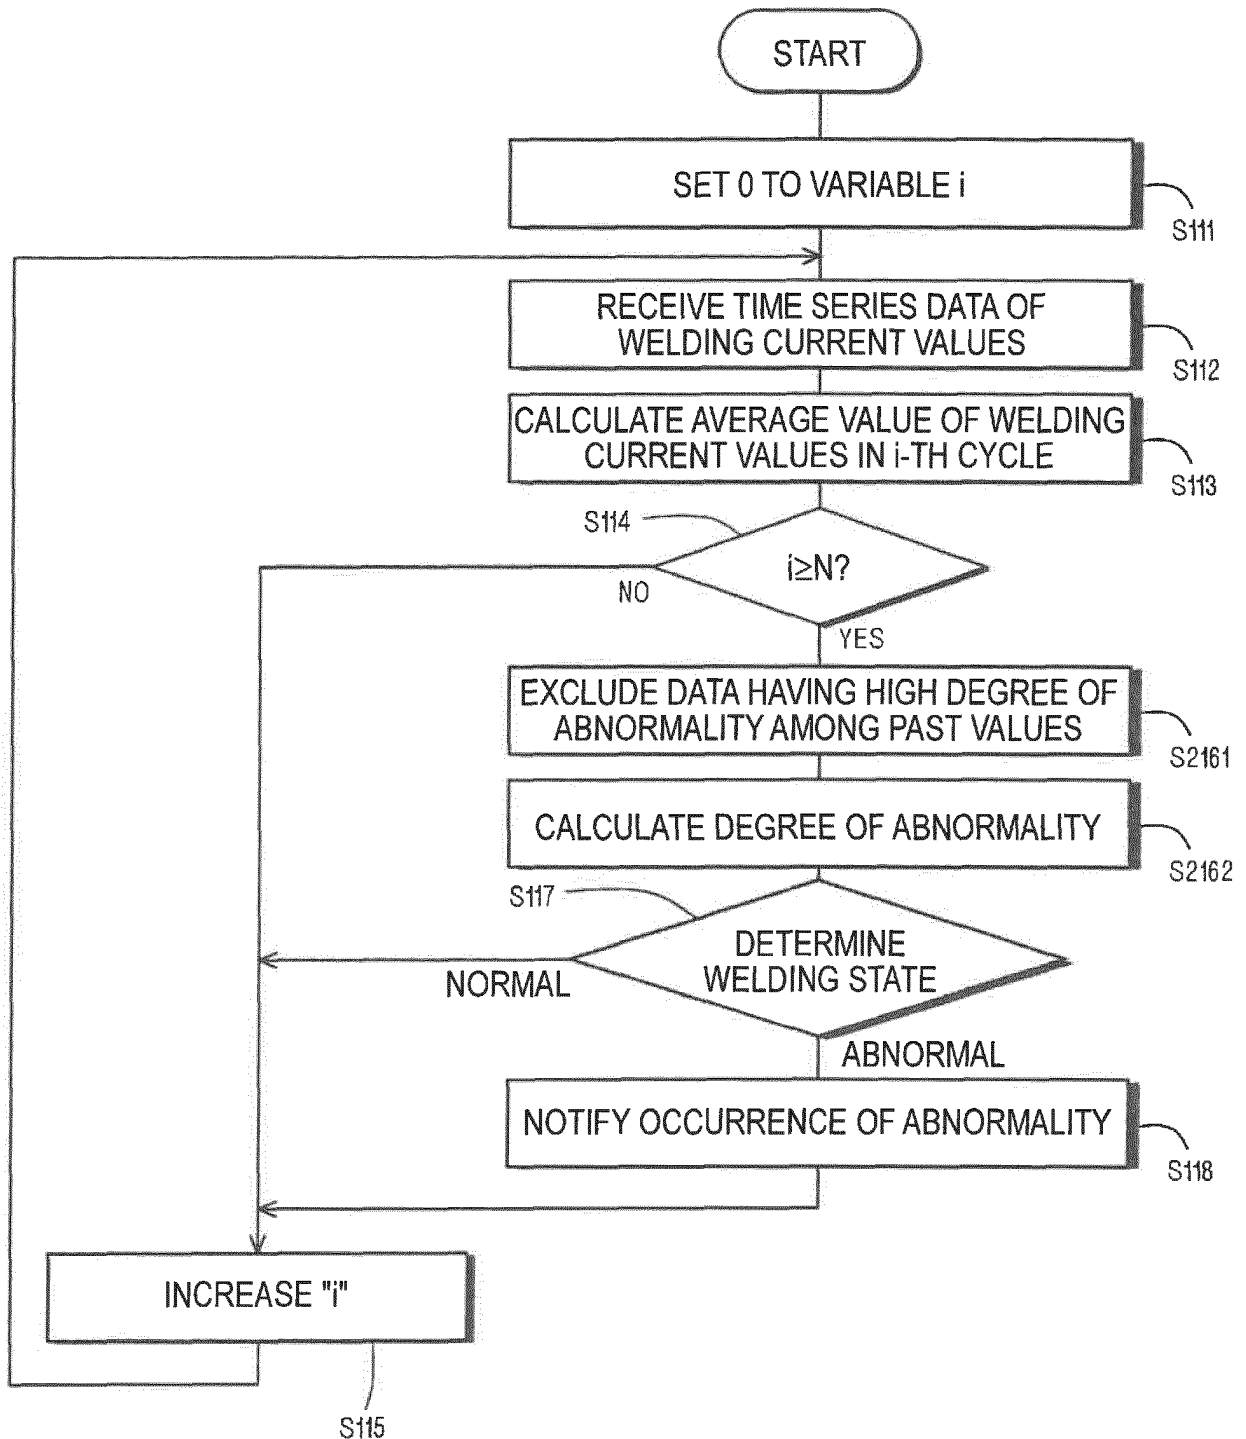 START
SET 0 TO VARIABLE i
S111
RECEIVE TIME SERIES DATA OF
WELDING CURRENT VALUES
S112
CALCULATE AVERAGE VALUE OF WELDING
CURRENT VALUES IN i-TH CYCLE
S113
S114
i≥N?
NO
YES
EXCLUDE DATA HAVING HIGH DEGREE OF
ABNORMALITY AMONG PAST VALUES
S2161
CALCULATE DEGREE OF ABNORMALITY
S2162
S117
DETERMINE
WELDING STATE
NORMAL
ABNORMAL
NOTIFY OCCURRENCE OF ABNORMALITY
S118
INCREASE "i"
S115